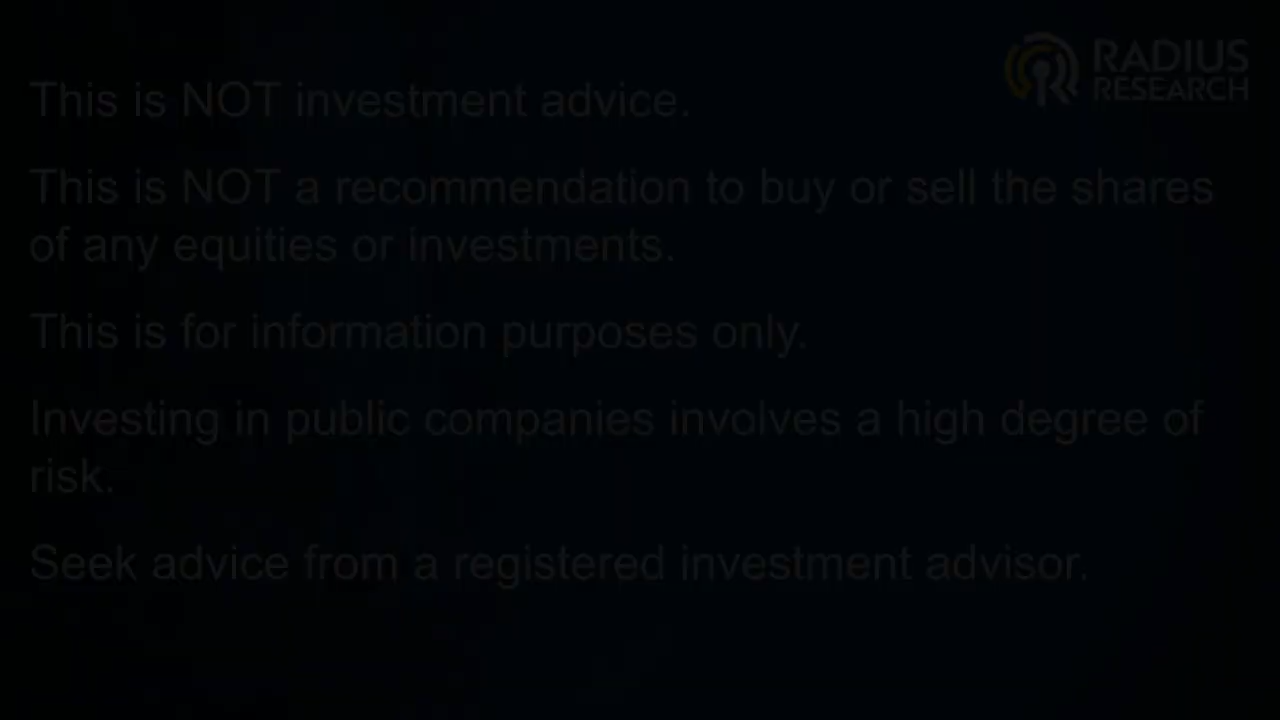 RADIUS
RESEARCH
This is NOT investment advice.
This is NOT a recommendation to buy or sell the shares
of any equities or investments.
This is for information purposes only.
Investing in public companies involves a high degree of
risk.
Seek advice from a registered investment advisor.